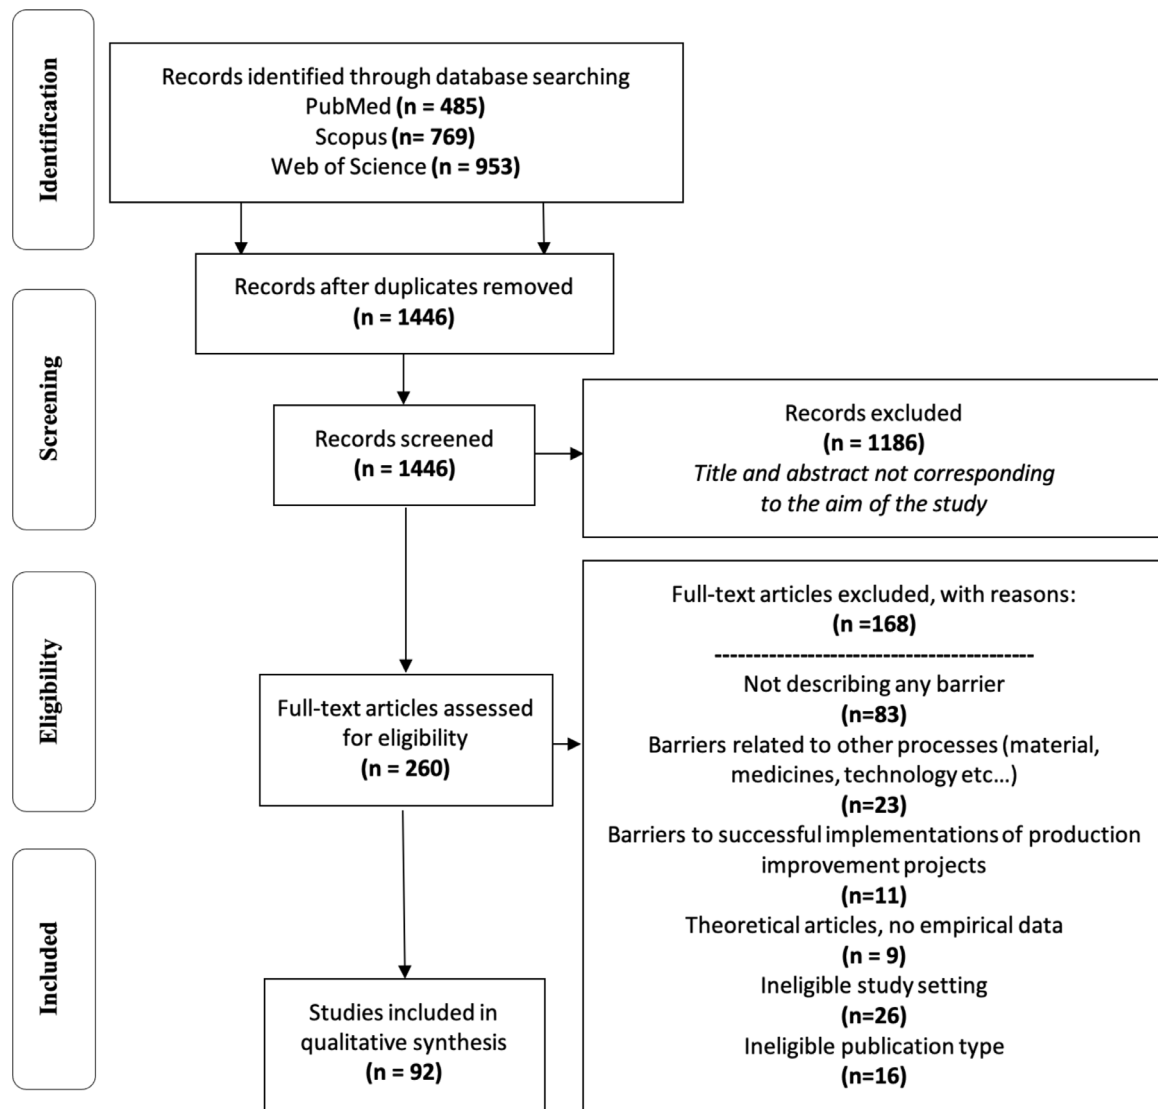 Identification
Records identified through database searching
PubMed (n = 485)
Scopus (n= 769)
Web of Science (n = 953)
Records after duplicates removed
(n = 1446)
Screening
Records screened
(n = 1446)
Records excluded
(n = 1186)
Title and abstract not corresponding
to the aim of the study
Eligibility
Full-text articles assessed
for eligibility
(n = 260)
Full-text articles excluded, with reasons:
(n =168)
------------------------------------------
Not describing any barrier
(n=83)
Barriers related to other processes (material,
medicines, technology etc…)
(n=23)
Barriers to successful implementations of production
improvement projects
(n=11)
Theoretical articles, no empirical data
(n = 9)
Ineligible study setting
(n=26)
Ineligible publication type
(n=16)
Included
Studies included in
qualitative synthesis
(n = 92)